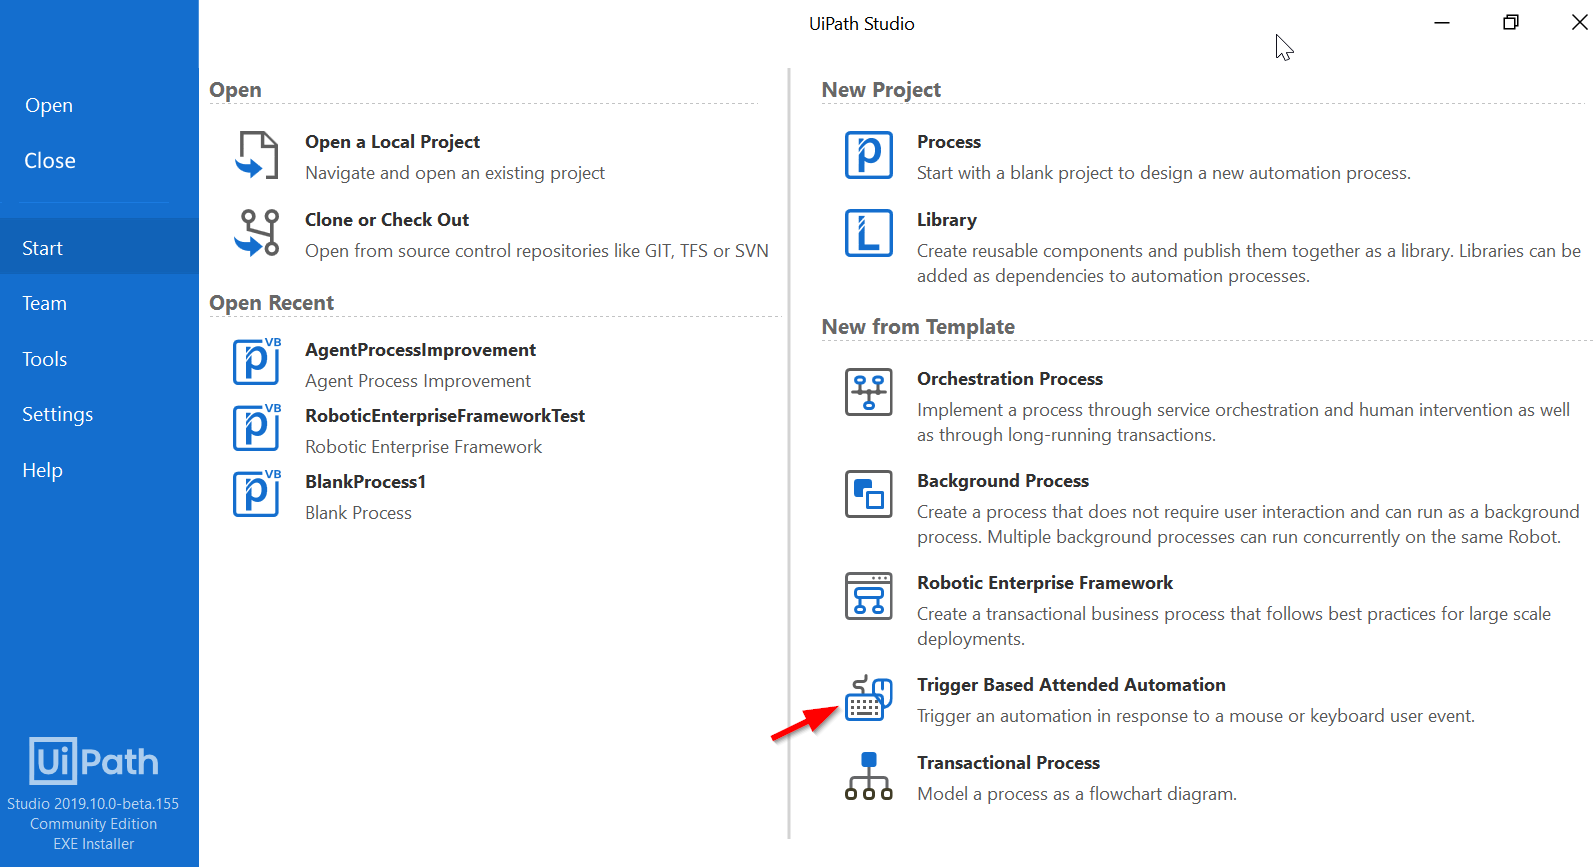 UiPath Studio
Open
Close
Start
Team
Tools
Settings
Help
UiPath
Studio 2019.10.0-beta.155
Community Edition
EXE Installer
Open
Open a Local Project
Navigate and open an existing project
Clone or Check Out
Open from source control repositories like GIT, TFS or SVN
Open Recent
VB
AgentProcessImprovement
Agent Process Improvement
VB
RoboticEnterpriseFrameworkTest
Robotic Enterprise Framework
VB
BlankProcess1
Blank Process
New Project
Process
Start with a blank project to design a new automation process.
Library
Create reusable components and publish them together as a library. Libraries can be
added as dependencies to automation processes.
New from Template
Orchestration Process
Implement a process through service orchestration and human intervention as well
as through long-running transactions.
Background Process
Create a process that does not require user interaction and can run as a background
process. Multiple background processes can run concurrently on the same Robot.
Robotic Enterprise Framework
Create a transactional business process that follows best practices for large scale
deployments.
Trigger Based Attended Automation
Trigger an automation in response to a mouse or keyboard user event.
Transactional Process
Model a process as a flowchart diagram.